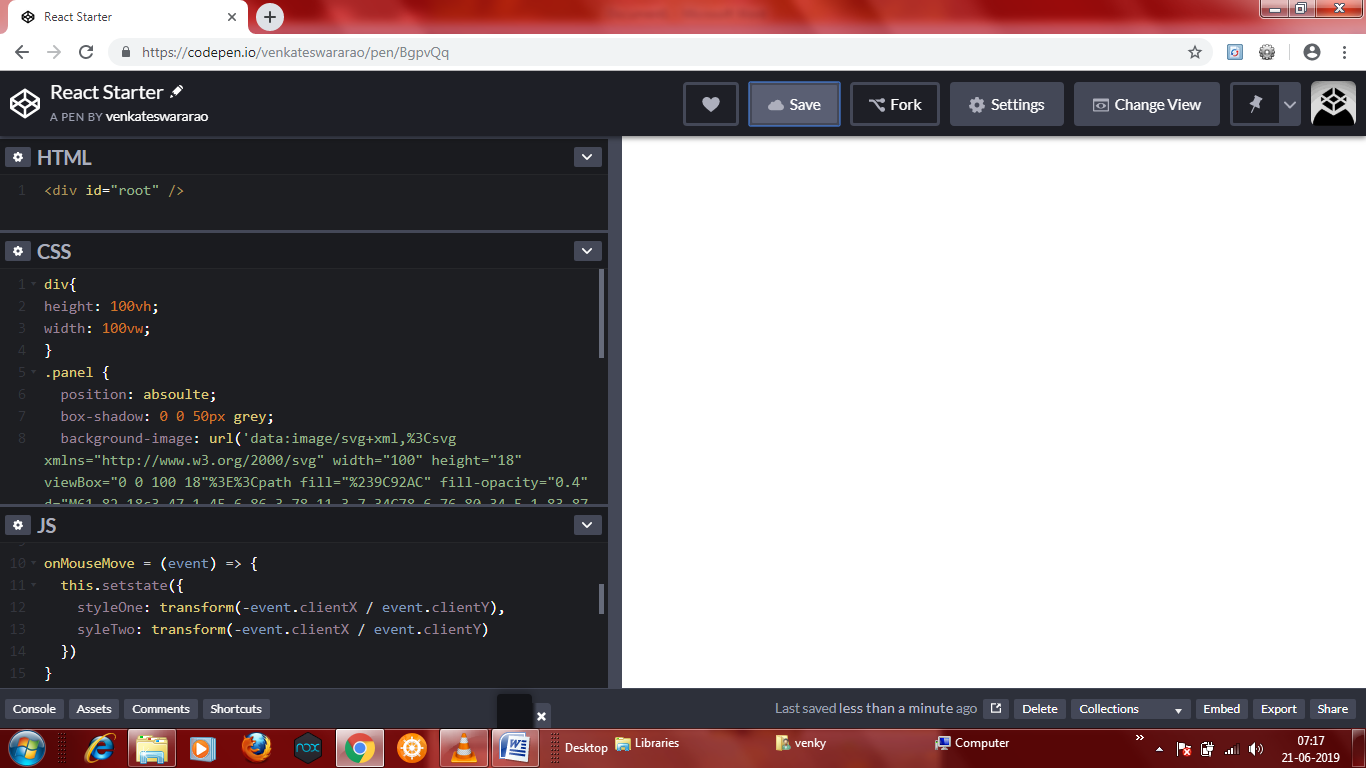 React Starter
https://codepen.io/venkateswararao/pen/BgpvQq
React Starter
A PEN BY venkateswararao
Save
Fork
Settings
Change View
HTML
1 <div id="root" />
CSS
1 div{
2 height: 100vh;
3 width: 100vw;
4 }
5 .panel {
6 position: absoulte;
7 box-shadow: 0 0 50px grey;
8 background-image: url('data:image/svg+xml,%3Csvg
xmlns="http://www.w3.org/2000/svg" width="100" height="18"
viewBox="0 0 100 18"%3E%3Cpath fill="%239C92AC" fill-opacity="0.4"
JS
10 onMouseMove = (event) => {
11 this.setstate({
12 styleOne: transform(-event.clientX / event.clientY),
13 syleTwo: transform(-event.clientX / event.clientY)
14 })
15 }
Console Assets Comments Shortcuts
Last saved less than a minute ago Delete Collections Embed Export Share
nox
W
Desktop Libraries venky Computer
07:17
21-06-2019